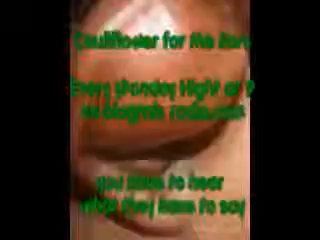 Cauliflower for the Ears
Every Monday Night at 9
on blogtalk radio.com
you have to hear
what they have to say